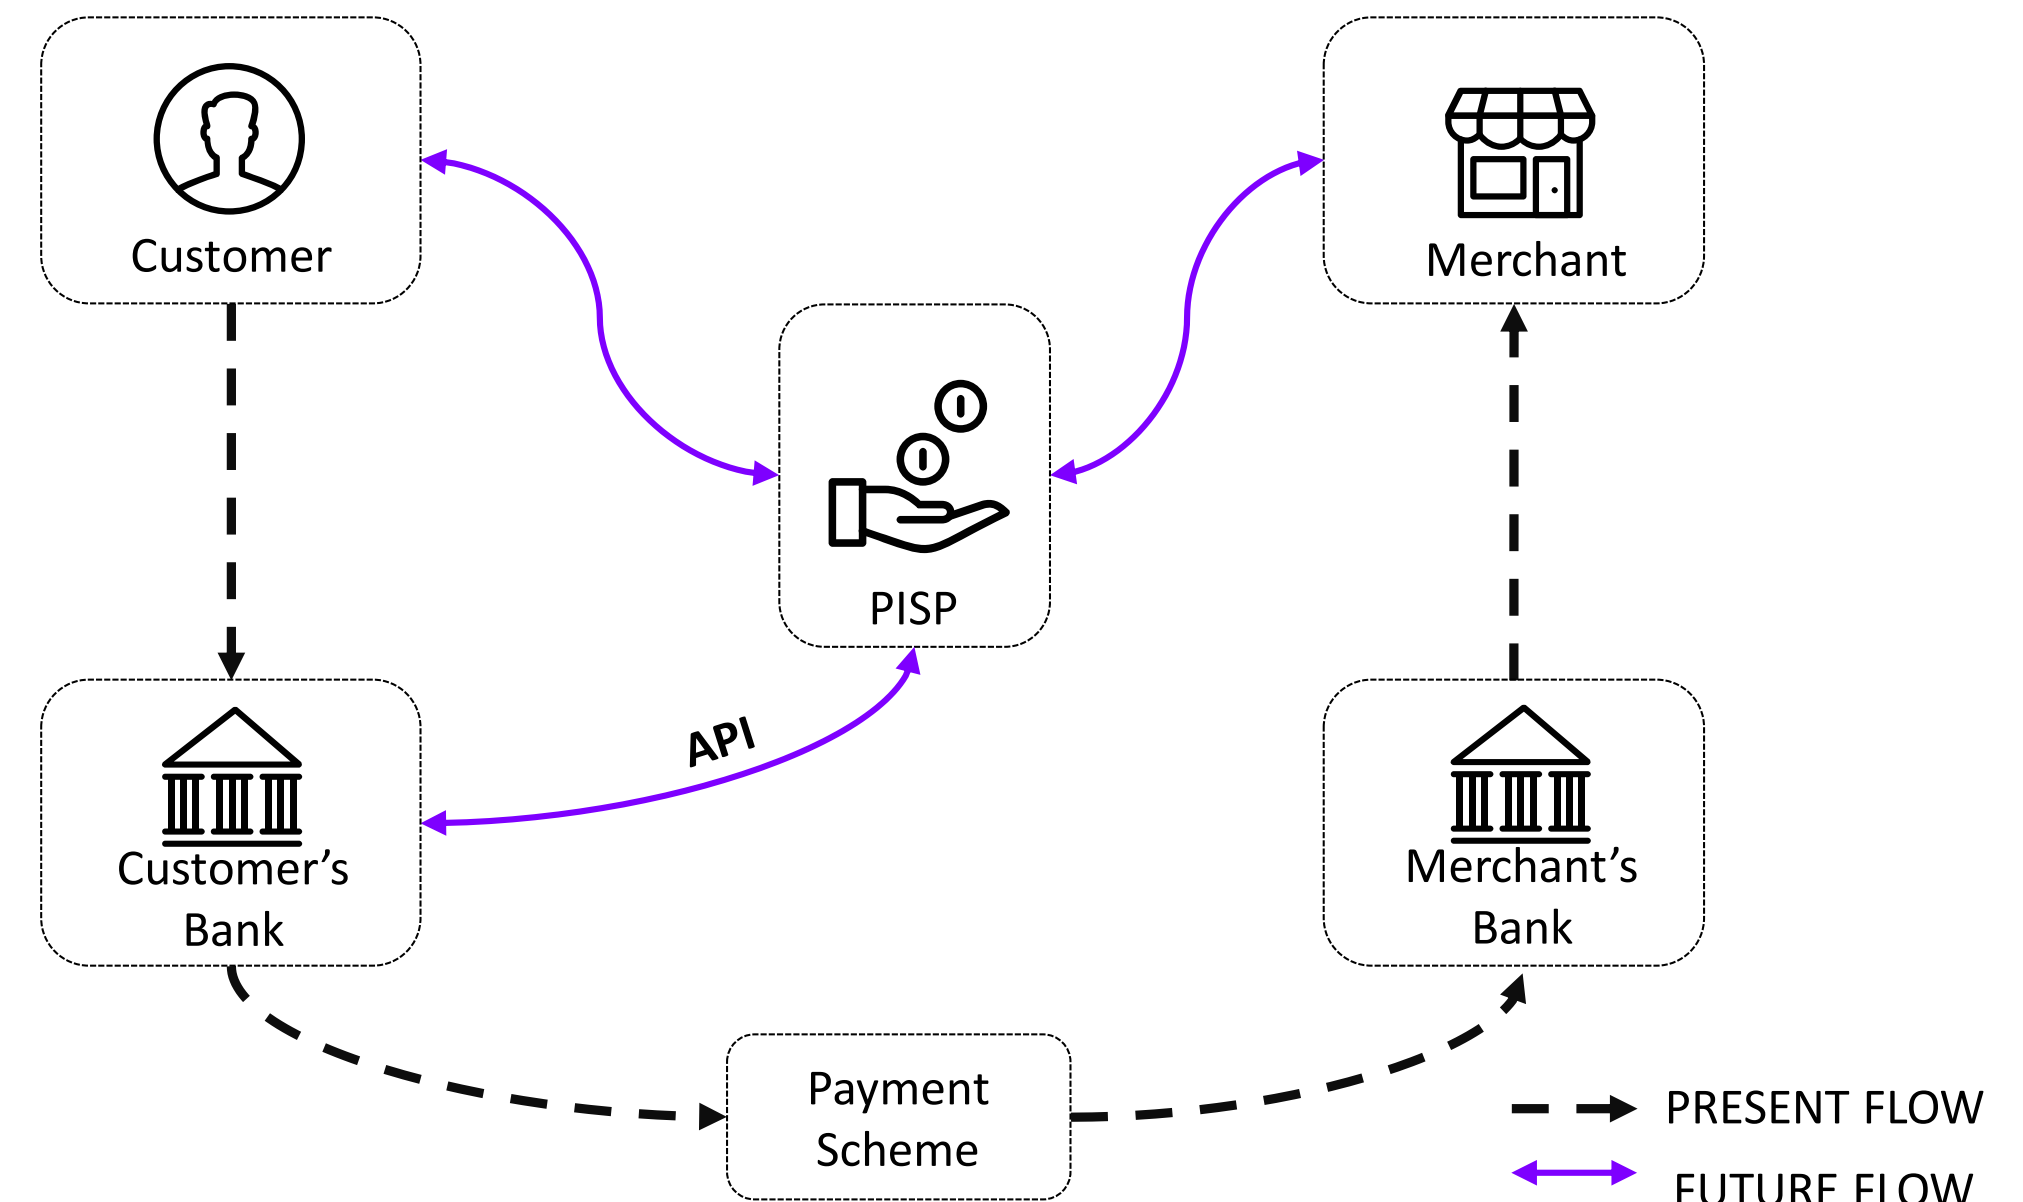 Customer
Merchant
PISP
API
Customer’s
Bank
Merchant’s
Bank
Payment
Scheme
PRESENT FLOW
FUTURE FLOW